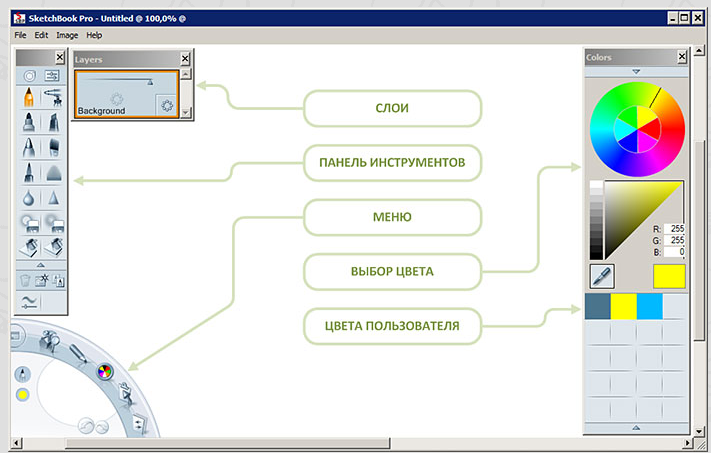 SketchBook Pro - Untitled @ 100,0% @
File Edit Image Help
Layers
Background
Colors
СЛОИ
ПАНЕЛЬ ИНСТРУМЕНТОВ
МЕНЮ
ВЫБОР ЦВЕТА
ЦВЕТА ПОЛЬЗОВАТЕЛЯ
R: 255
G: 255
B: 0